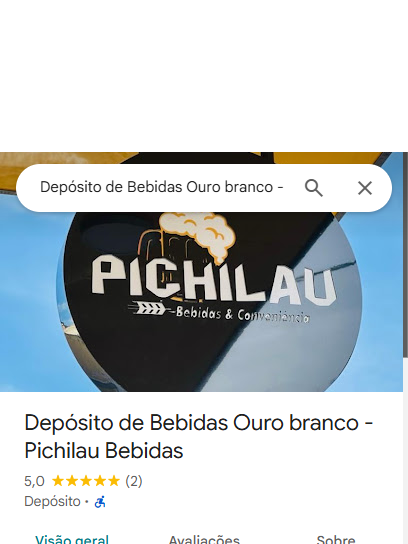 Depósito de Bebidas Ouro branco -
PICHILAU
Bebidas & Conveniência
Depósito de Bebidas Ouro branco -
Pichilau Bebidas
5,0 ★★★★★ (2)
Depósito ·
Visão geral Avaliações Sobre